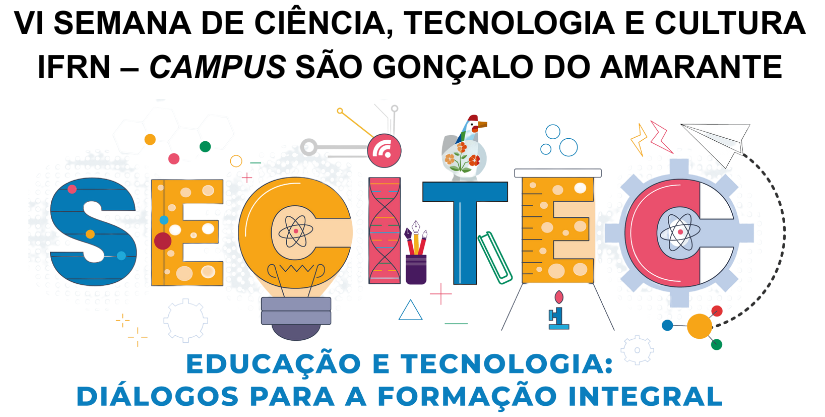 VI SEMANA DE CIÊNCIA, TECNOLOGIA E CULTURA
IFRN – CAMPUS SÃO GONÇALO DO AMARANTE
SECITEC
EDUCAÇÃO E TECNOLOGIA:
DIÁLOGOS PARA A FORMAÇÃO INTEGRAL